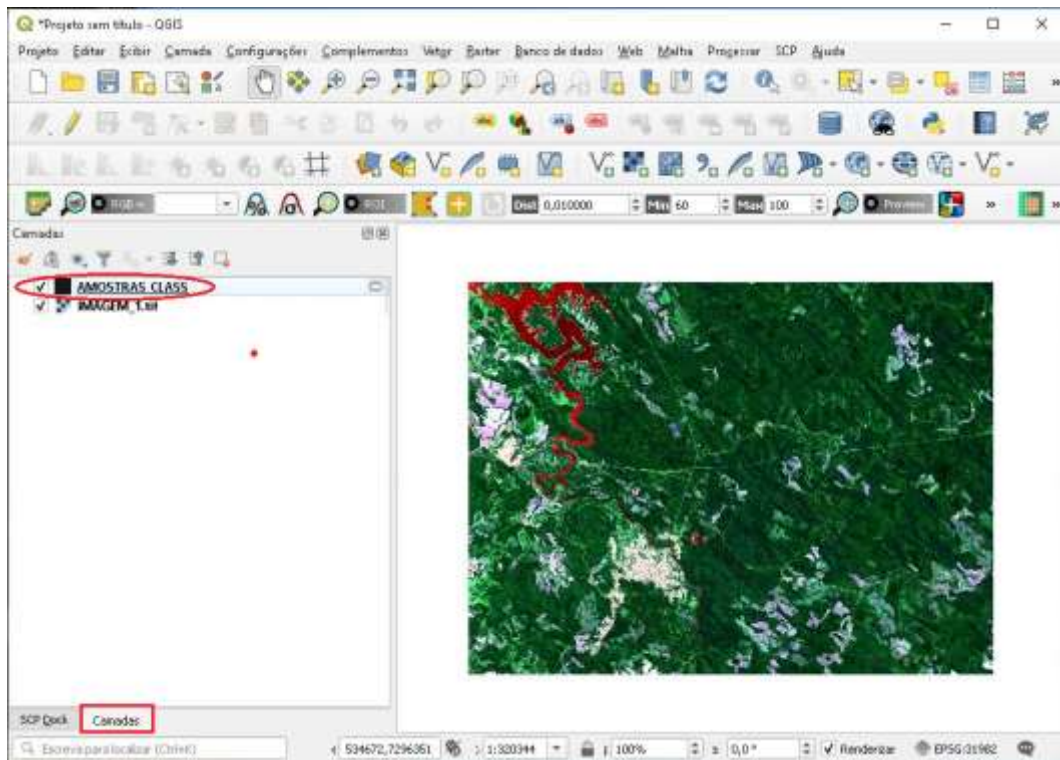 *Projeto sem título - QGIS
Projeto Editar Exibir Camada Configurações Complementos Vetor Raster Banco de dados Web Malha Processar SCP Ajuda
RGB = ROI Dist 0,010000 Min 60 Max 100 Preview
Camadas
AMOSTRAS CLASS
IMAGEM_1.tif
SCP Dock Camadas
Escreva para localizar (Ctrl+K) 534672,7296351 1:320344 100% 0,0° Renderizar EPSG:31982